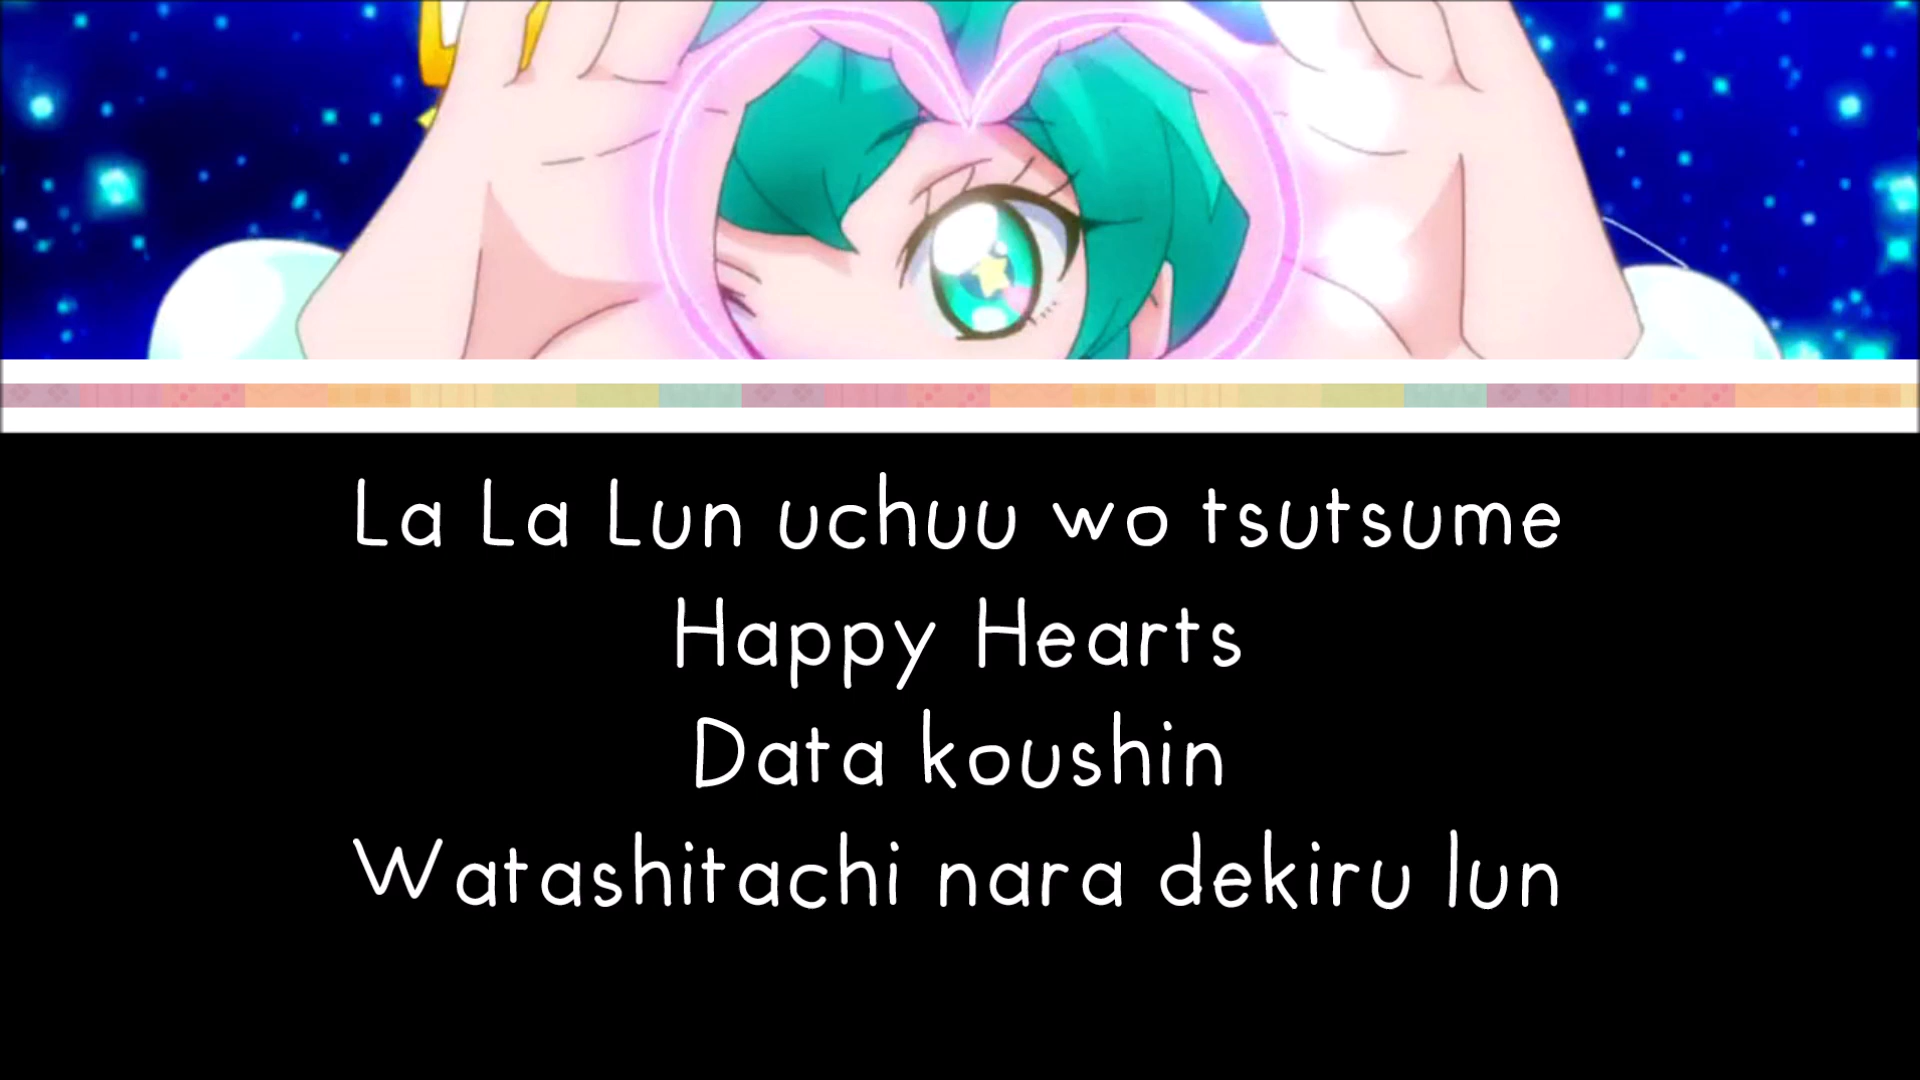 La La Lun uchuu wo tsutsume
Happy Hearts
Data koushin
Watashitachi nara dekiru lun